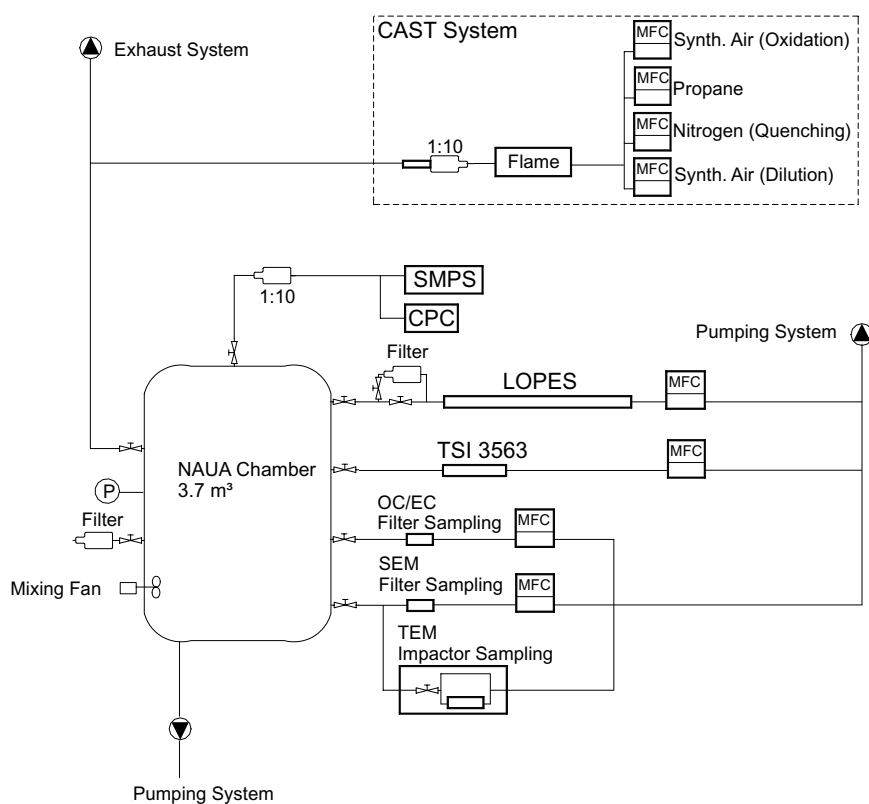 CAST System
Exhaust System
MFC
Synth. Air (Oxidation)
MFC
Propane
MFC
Nitrogen (Quenching)
MFC
Synth. Air (Dilution)
1:10
Flame
1:10
SMPS
CPC
Pumping System
Filter
LOPES
MFC
TSI 3563
MFC
NAUA Chamber
3.7 m³
P
Filter
Mixing Fan
OC/EC
Filter Sampling
MFC
SEM
Filter Sampling
MFC
TEM
Impactor Sampling
Pumping System